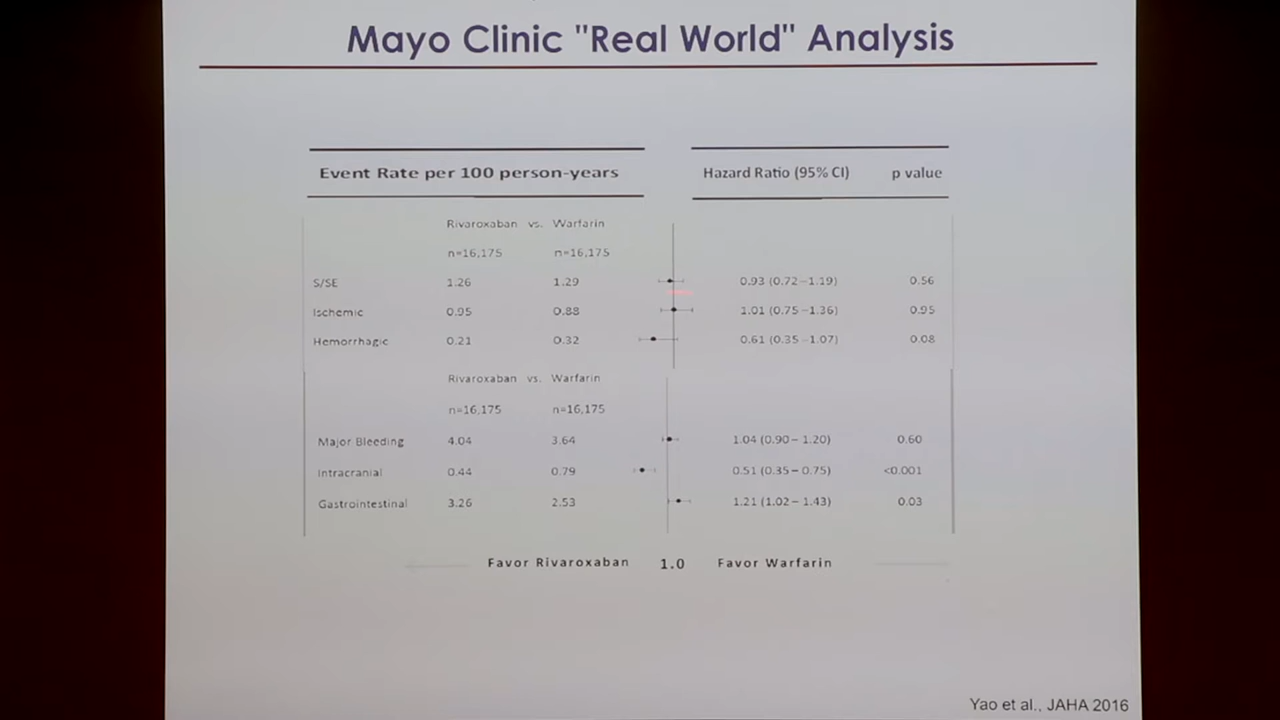 Mayo Clinic "Real World" Analysis
Event Rate per 100 person-years Hazard Ratio (95% CI) p value
Rivaroxaban vs. Warfarin
n=16,175 n=16,175
S/SE 1.26 1.29 0.93 (0.72–1.19) 0.56
Ischemic 0.95 0.88 1.01 (0.75–1.36) 0.95
Hemorrhagic 0.21 0.32 0.61 (0.35–1.07) 0.08
Rivaroxaban vs. Warfarin
n=16,175 n=16,175
Major Bleeding 4.04 3.64 1.04 (0.90– 1.20) 0.60
Intracranial 0.44 0.79 0.51 (0.35– 0.75) <0.001
Gastrointestinal 3.26 2.53 1.21 (1.02– 1.43) 0.03
Favor Rivaroxaban 1.0 Favor Warfarin
Yao et al., JAHA 2016